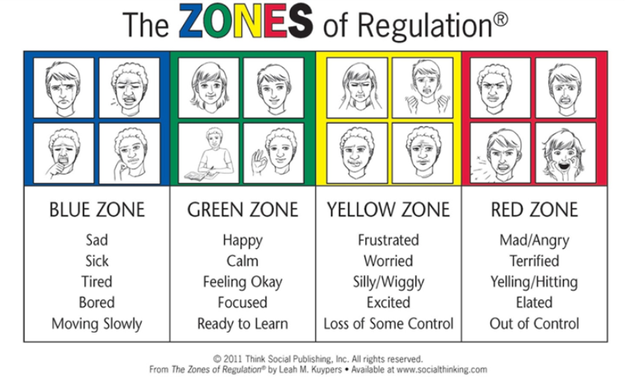 The ZONES of Regulation®
BLUE ZONE
Sad
Sick
Tired
Bored
Moving Slowly
GREEN ZONE
Happy
Calm
Feeling Okay
Focused
Ready to Learn
YELLOW ZONE
Frustrated
Worried
Silly/Wiggly
Excited
Loss of Some Control
RED ZONE
Mad/Angry
Terrified
Yelling/Hitting
Elated
Out of Control
© 2011 Think Social Publishing, Inc. All rights reserved.
From The Zones of Regulation® by Leah M. Kuypers • Available at www.socialthinking.com